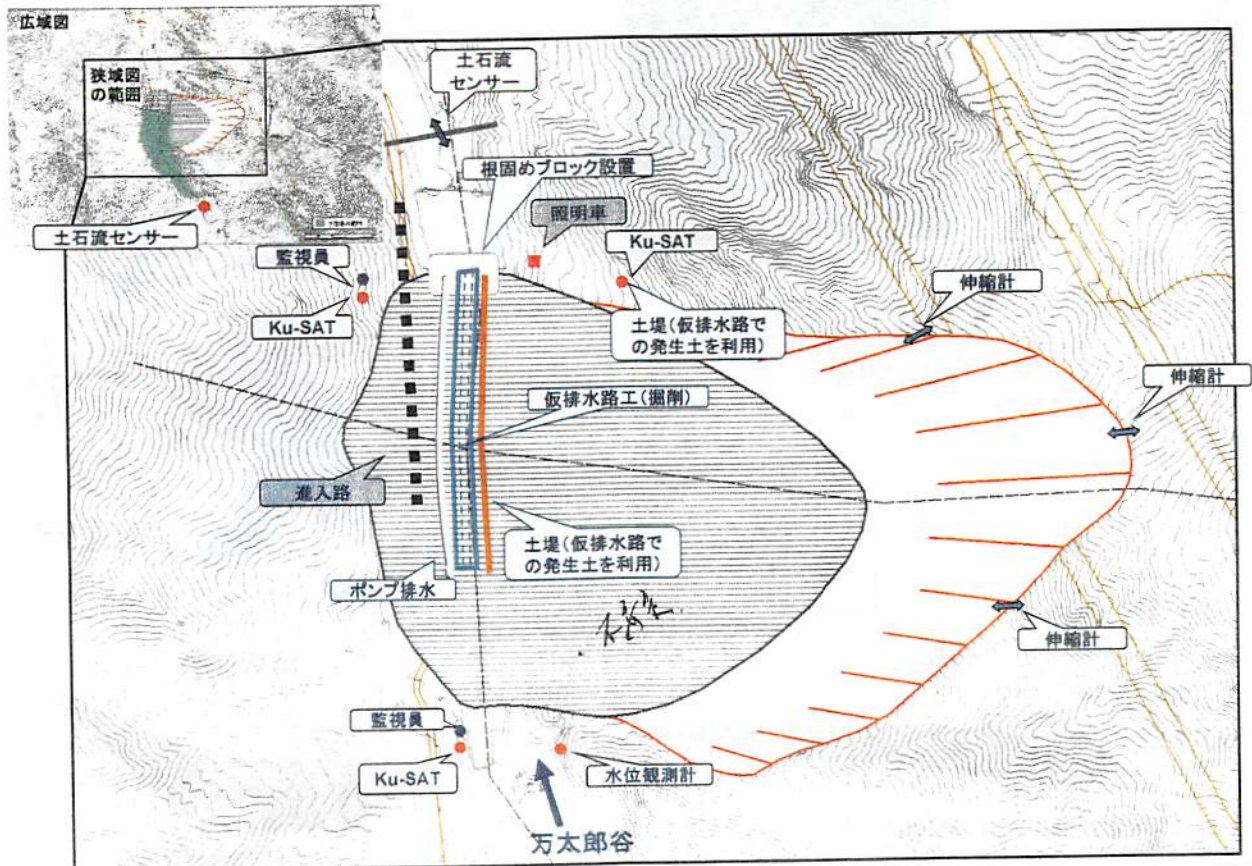 広域図
狭域図
の範囲
土石流センサー
土石流
センサー
根固めブロック設置
照明車
Ku-SAT
監視員
Ku-SAT
土堤(仮排水路で
の発生土を利用)
伸縮計
伸縮計
仮排水路工(掘削)
進入路
土堤(仮排水路で
の発生土を利用)
ポンプ排水
伸縮計
監視員
Ku-SAT
水位観測計
万太郎谷